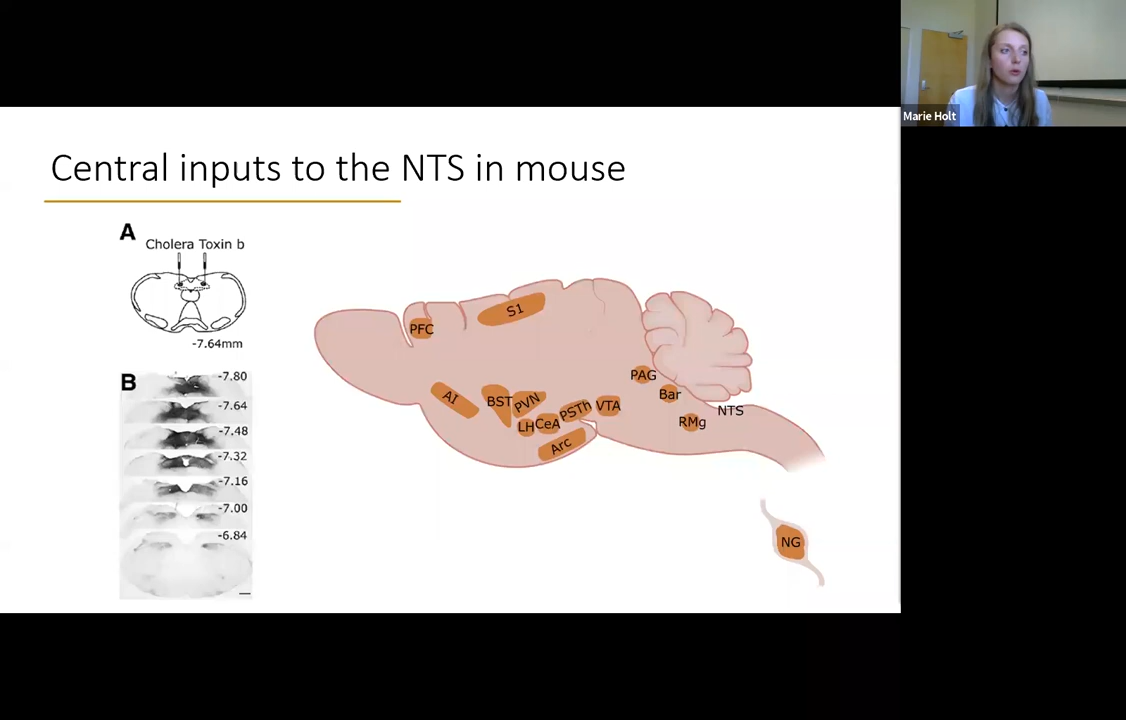 Marie Holt
Central inputs to the NTS in mouse
A
Cholera Toxin b
-7.64mm
B
-7.80
-7.64
-7.48
-7.32
-7.16
-7.00
-6.84
S1
PFC
PAG
AI
BST
PVN
Bar
LH
CeA
PSTh
VTA
NTS
RMg
Arc
NG